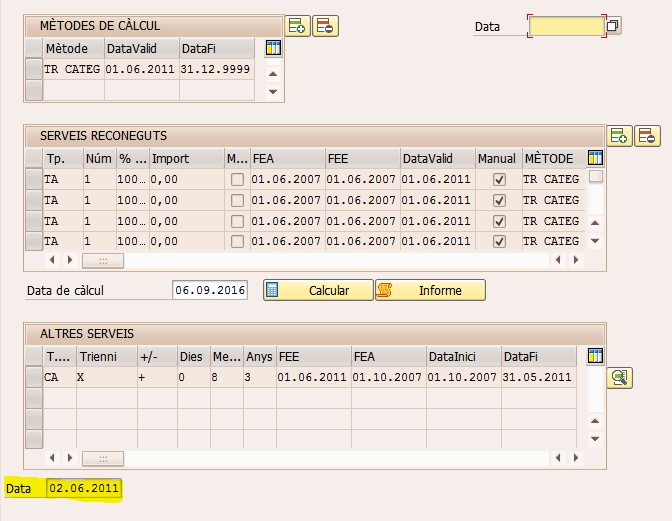 MÈTODES DE CÀLCUL
Data
Mètode DataValid DataFi
TR CATEG 01.06.2011 31.12.9999
SERVEIS RECONEGUTS
Tp. Núm % ... Import M... FEA FEE DataValid Manual MÈTODE
TA 1 100... 0,00 01.06.2007 01.06.2007 01.06.2011 TR CATEG
TA 1 100... 0,00 01.06.2007 01.06.2007 01.06.2011 TR CATEG
TA 1 100... 0,00 01.06.2007 01.06.2007 01.06.2011 TR CATEG
TA 1 100... 0,00 01.06.2007 01.06.2007 01.06.2011 TR CATEG
Data de càlcul 06.09.2016 Calcular Informe
ALTRES SERVEIS
T.... Trienni +/- Dies Me... Anys FEE FEA DataInici DataFi
CA X + 0 8 3 01.06.2011 01.10.2007 01.10.2007 31.05.2011
Data 02.06.2011